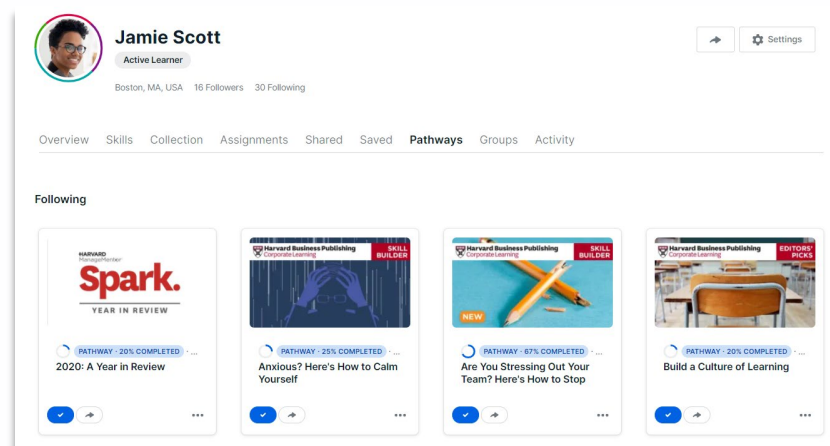 Jamie Scott
Settings
Active Learner
Boston, MA, USA 16 Followers 30 Following
Overview Skills Collection Assignments Shared Saved Pathways Groups Activity
Following
HARVARD
ManageMentor
Spark.
YEAR IN REVIEW
PATHWAY · 20% COMPLETED · ...
2020: A Year in Review
Harvard Business Publishing
Corporate Learning
SKILL
BUILDER
PATHWAY · 25% COMPLETED · ...
Anxious? Here's How to Calm
Yourself
Harvard Business Publishing
Corporate Learning
SKILL
BUILDER
NEW
PATHWAY · 67% COMPLETED · ...
Are You Stressing Out Your
Team? Here's How to Stop
Harvard Business Publishing
Corporate Learning
EDITORS'
PICKS
PATHWAY · 20% COMPLETED · ...
Build a Culture of Learning